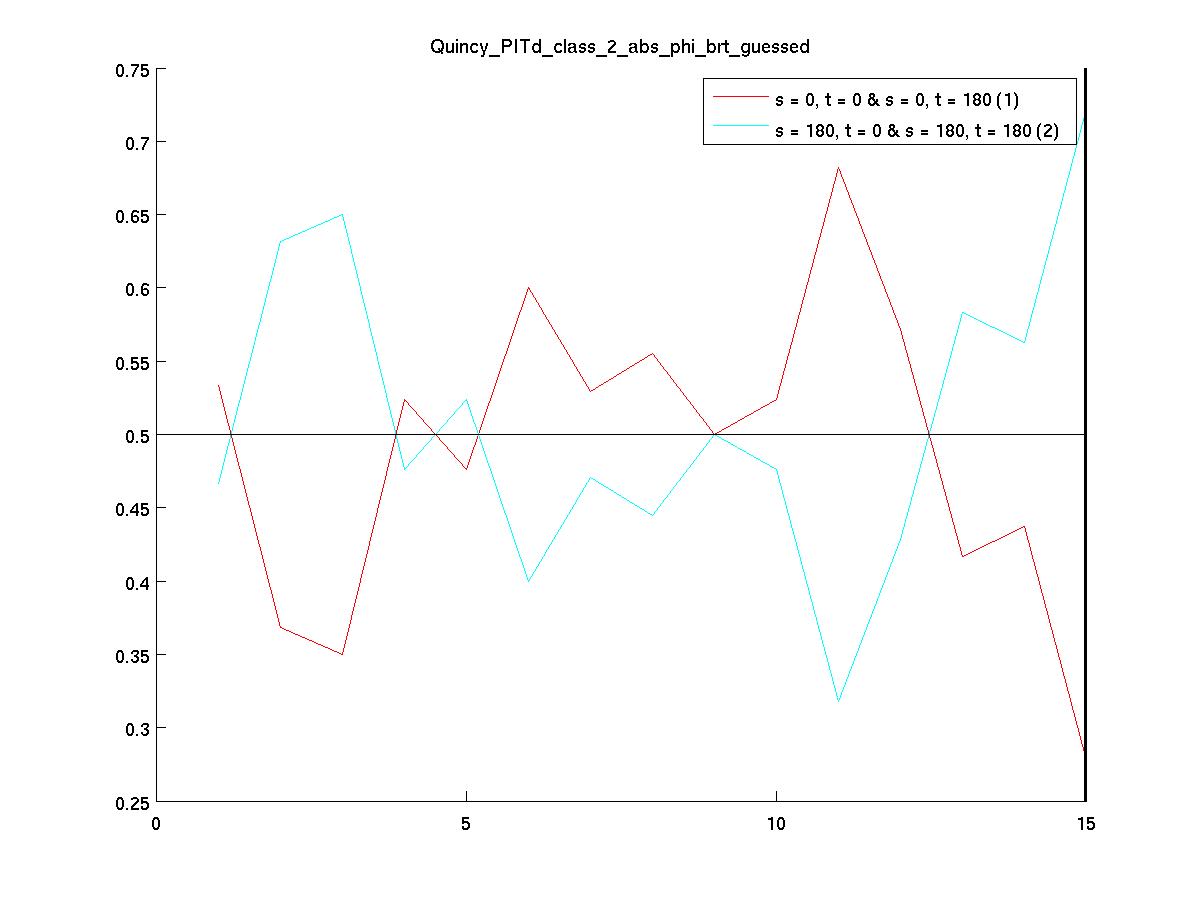 Quincy_PITd_class_2_abs_phi_brt_guessed
s = 0, t = 0 & s = 0, t = 180 (1)
s = 180, t = 0 & s = 180, t = 180 (2)
0.75
0.7
0.65
0.6
0.55
0.5
0.45
0.4
0.35
0.3
0.25
0 5 10 15